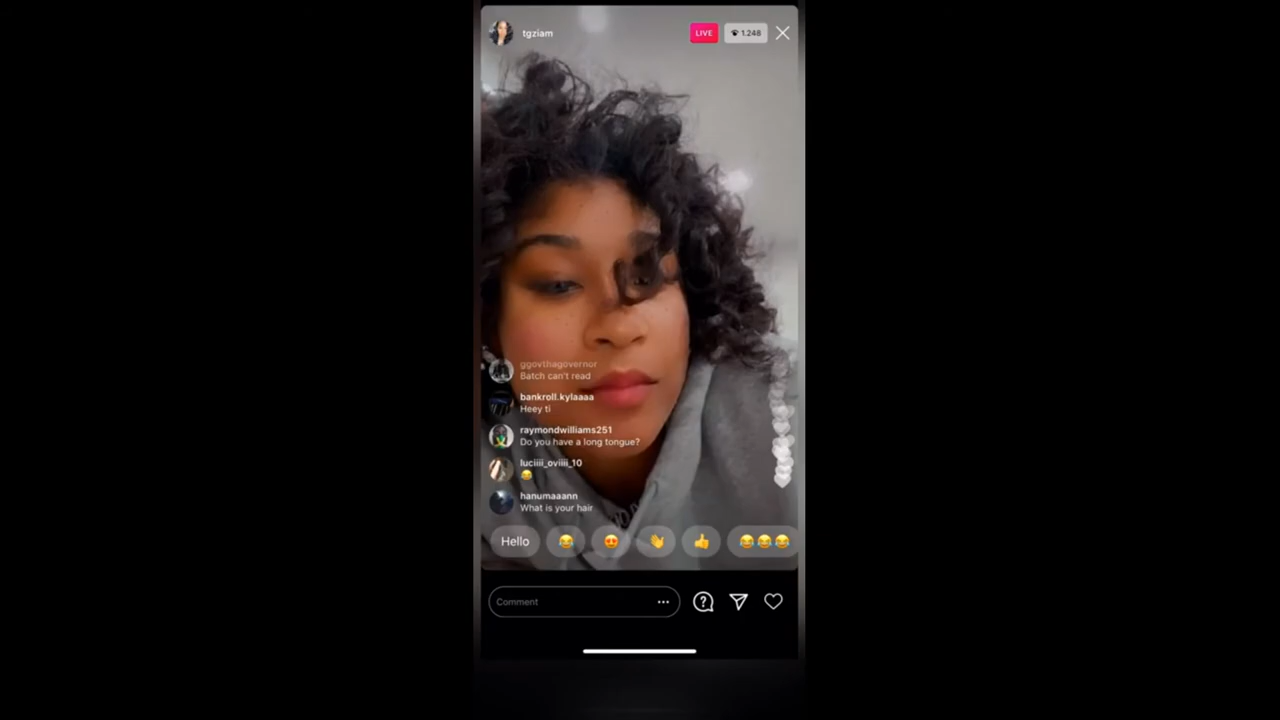 tgziam
LIVE
1.248
ggovthagovernor
Batch can't read
bankroll.kylaaaa
Heey ti
raymondwilliams251
Do you have a long tongue?
luciiii_oviiii_10
😂
hanumaaann
What is your hair
Hello 😂 😍 👋 👍 😂😂😂
Comment